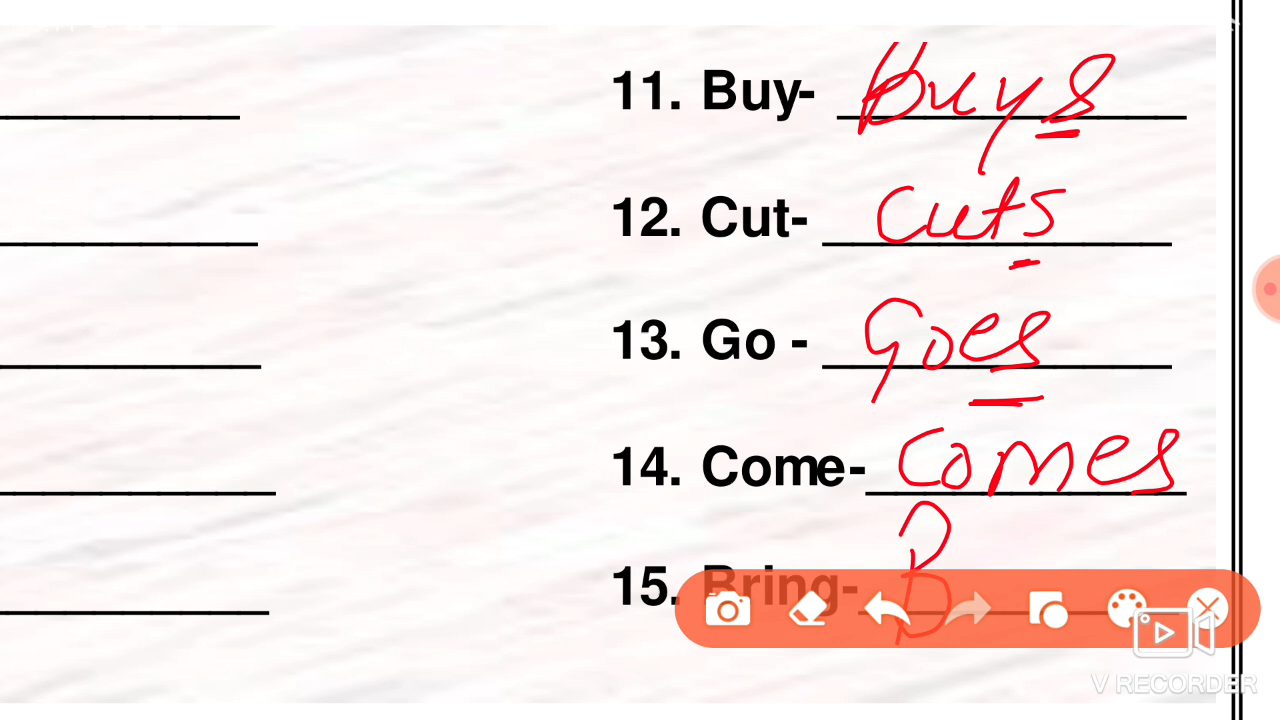 11. Buy- Buys
12. Cut- Cuts
13. Go - Goes
14. Come- Comes
15. Bring- B
V RECORDER